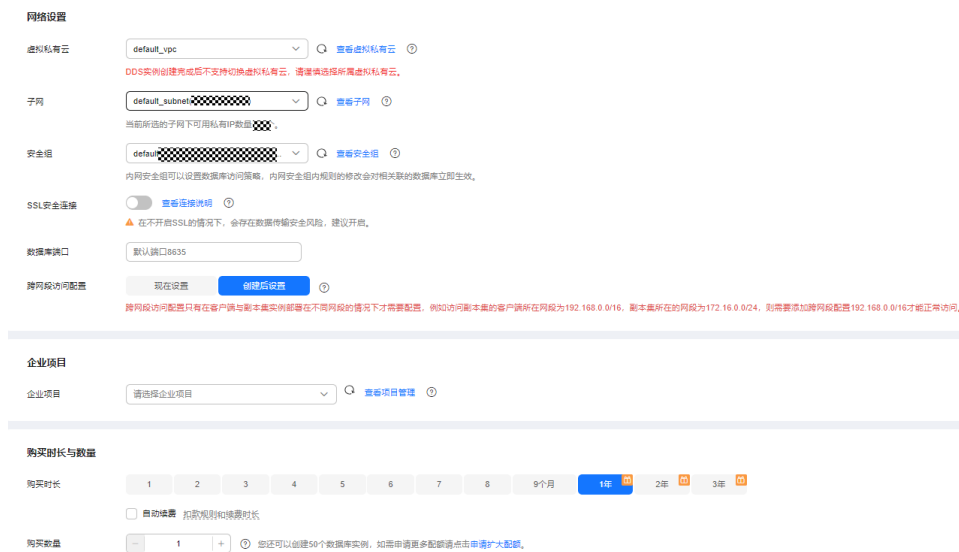 网络设置
虚拟私有云 default_vpc 查看虚拟私有云
DDS实例创建完成后不支持切换虚拟私有云，请谨慎选择所属虚拟私有云。
子网 default_subnet( 查看子网
当前所选的子网下可用私有IP数量 个。
安全组 default 查看安全组
内网安全组可以设置数据库访问策略，内网安全组内规则的修改会对相关联的数据库立即生效。
SSL安全连接 查看连接说明
在不开启SSL的情况下，会存在数据传输安全风险，建议开启。
数据库端口 默认端口8635
跨网段访问配置 现在设置 创建后设置
跨网段访问配置只有在客户端与副本集实例部署在不同网段的情况下才需要配置，例如访问副本集的客户端所在网段为192.168.0.0/16，副本集所在的网段为172.16.0.0/24，则需要添加跨网段配置192.168.0.0/16才能正常访问。
企业项目
企业项目 请选择企业项目 查看项目管理
购买时长与数量
购买时长 1 2 3 4 5 6 7 8 9个月 1年 2年 3年
自动续费 扣款规则和续费时长
购买数量 − 1 + 您还可以创建50个数据库实例，如需申请更多配额请点击申请扩大配额。